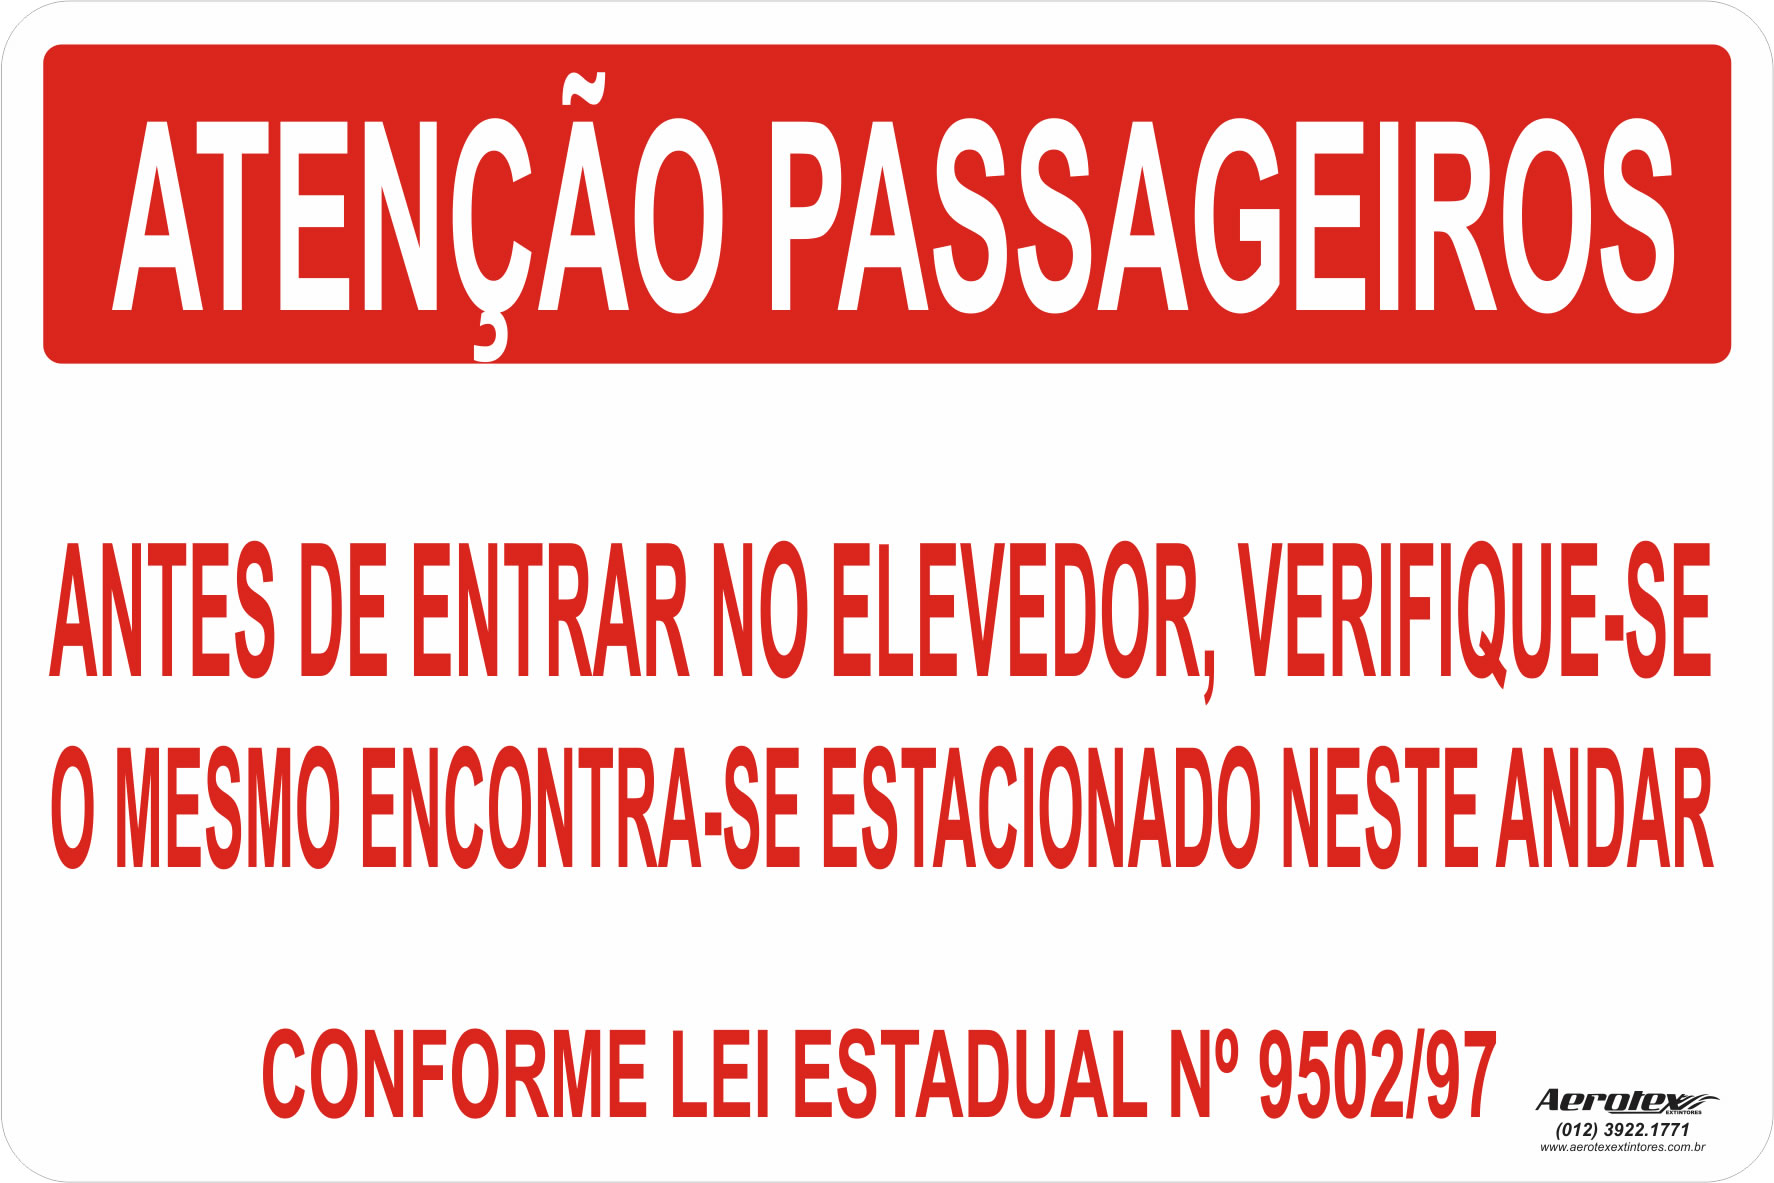 ATENÇÃO PASSAGEIROS
ANTES DE ENTRAR NO ELEVEDOR, VERIFIQUE-SE
O MESMO ENCONTRA-SE ESTACIONADO NESTE ANDAR
CONFORME LEI ESTADUAL Nº 9502/97
Aerotex
EXTINTORES
(012) 3922.1771
www.aerotexextintores.com.br